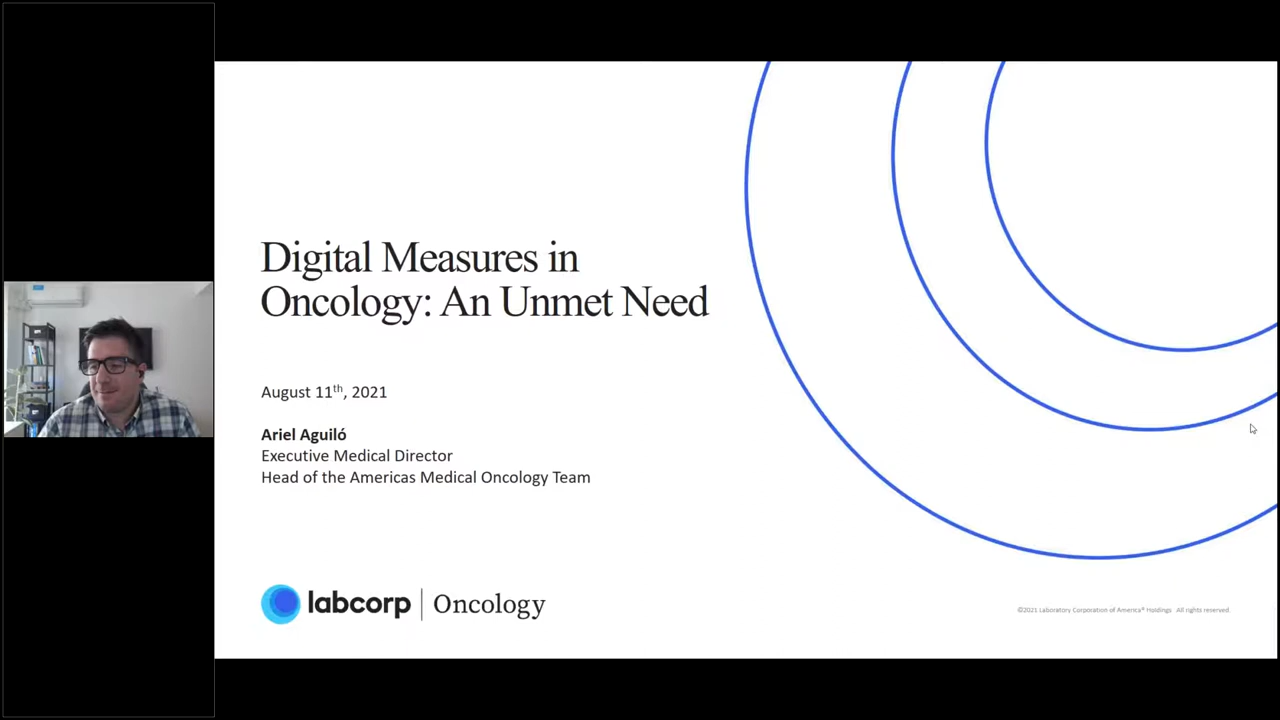 Digital Measures in
Oncology: An Unmet Need
August 11th, 2021
Ariel Aguiló
Executive Medical Director
Head of the Americas Medical Oncology Team
labcorp | Oncology
©2021 Laboratory Corporation of America® Holdings   All rights reserved.